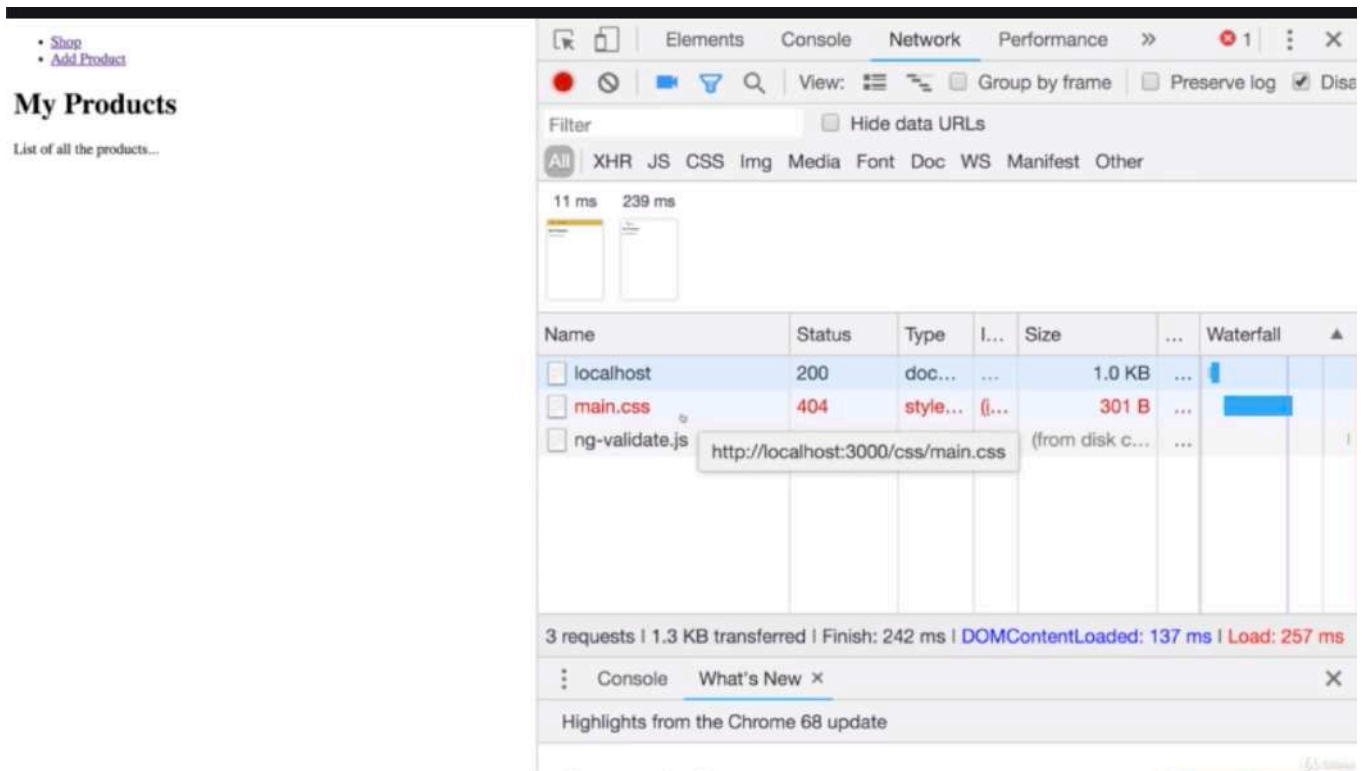 Shop
Add Product
My Products
List of all the products...
Elements Console Network Performance » 1
View: Group by frame Preserve log Disa
Filter Hide data URLs
All XHR JS CSS Img Media Font Doc WS Manifest Other
11 ms 239 ms
Name Status Type I... Size ... Waterfall
localhost 200 doc... ... 1.0 KB ...
main.css 404 style... (i... 301 B ...
ng-validate.js (from disk c... ...
http://localhost:3000/css/main.css
3 requests | 1.3 KB transferred | Finish: 242 ms | DOMContentLoaded: 137 ms | Load: 257 ms
Console What's New ×
Highlights from the Chrome 68 update